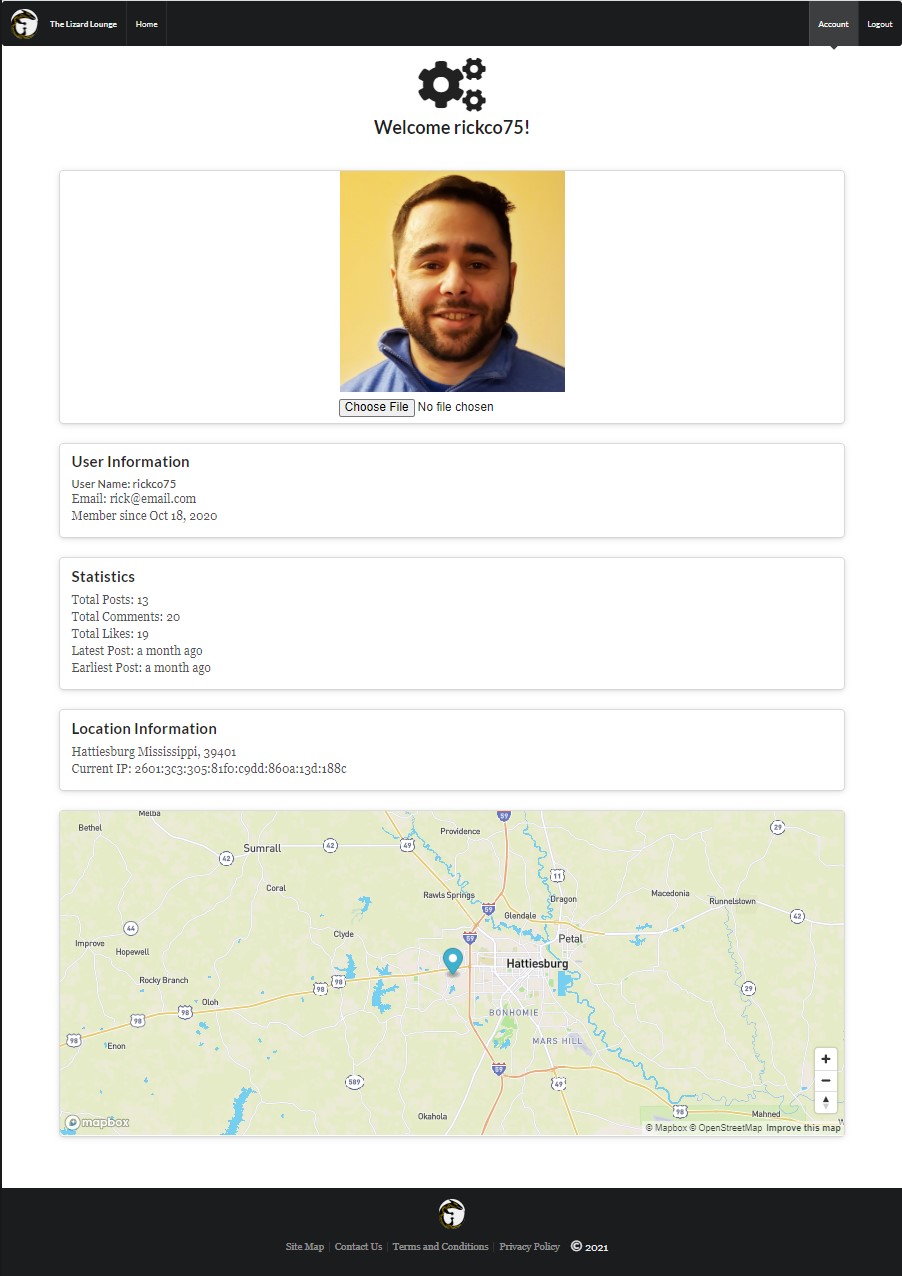 The Lizard Lounge Home Account Logout
Welcome rickco75!
Choose File No file chosen
User Information
User Name: rickco75
Email: rick@email.com
Member since Oct 18, 2020
Statistics
Total Posts: 13
Total Comments: 20
Total Likes: 19
Latest Post: a month ago
Earliest Post: a month ago
Location Information
Hattiesburg Mississippi, 39401
Current IP: 2601:3c3:305:81f0:c9dd:860a:13d:188c
Melba
59
Bethel
Providence
29
Sumrall
42
49
42
11
Coral
Rawls Springs
Dragon
Macedonia
Runnelstown
59
Glendale
42
44
Clyde
59
Petal
Improve
Hopewell
Hattiesburg
Rocky Branch
98
98
29
Oloh
98
98
BONHOMIE
98
Enon
MARS HILL
59
589
49
98
Okahola
Mahned
mapbox
© Mapbox © OpenStreetMap Improve this map
Site Map Contact Us Terms and Conditions Privacy Policy © 2021